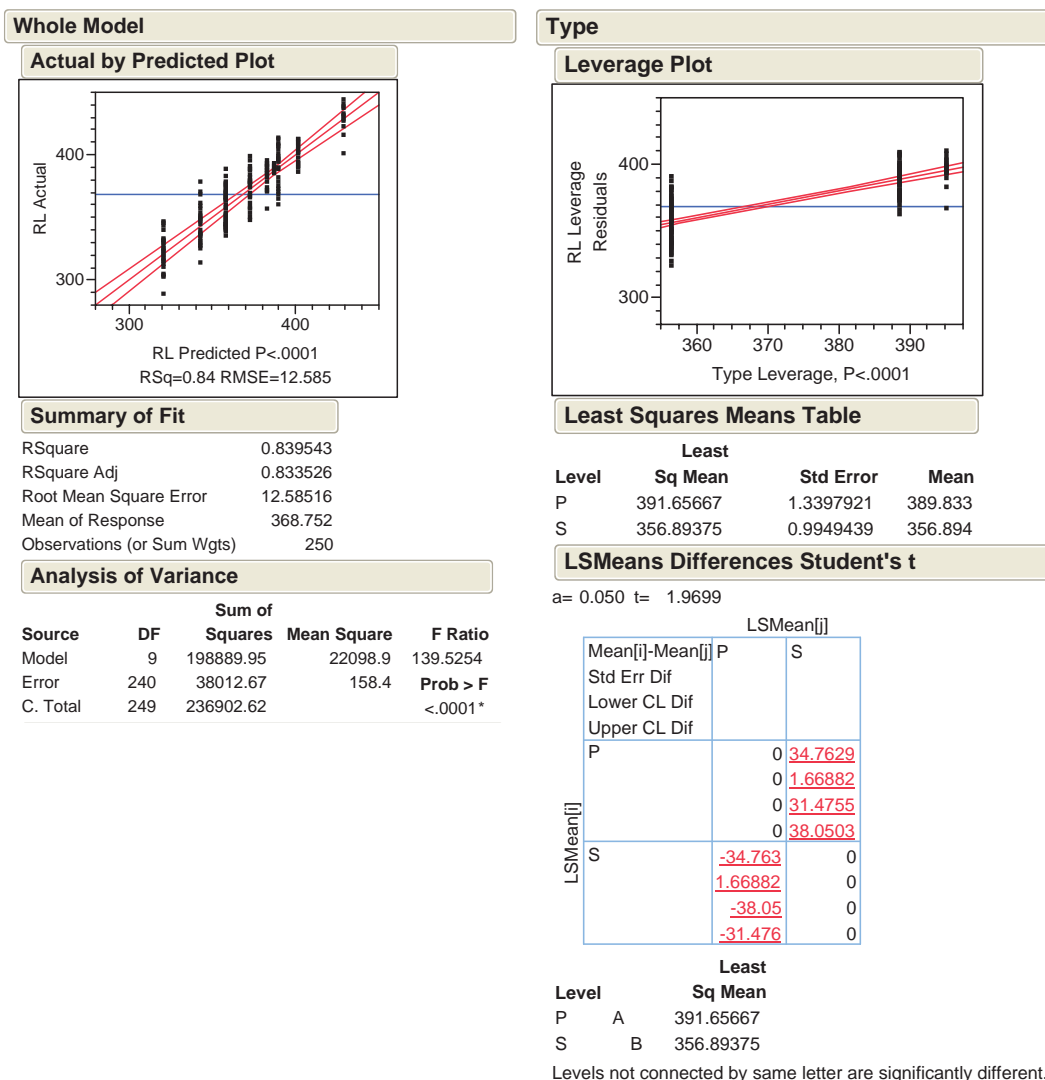 Whole Model
Actual by Predicted Plot
RL Actual
400
300
300 400
RL Predicted P<.0001
RSq=0.84 RMSE=12.585
Summary of Fit
RSquare 0.839543
RSquare Adj 0.833526
Root Mean Square Error 12.58516
Mean of Response 368.752
Observations (or Sum Wgts) 250
Analysis of Variance
Sum of
Source DF Squares Mean Square F Ratio
Model 9 198889.95 22098.9 139.5254
Error 240 38012.67 158.4 Prob > F
C. Total 249 236902.62 <.0001*
Type
Leverage Plot
RL Leverage
Residuals
400
300
360 370 380 390
Type Leverage, P<.0001
Least Squares Means Table
Least
Level Sq Mean Std Error Mean
P 391.65667 1.3397921 389.833
S 356.89375 0.9949439 356.894
LSMeans Differences Student's t
a= 0.050 t= 1.9699
LSMean[j]
Mean[i]-Mean[j] P S
Std Err Dif
Lower CL Dif
Upper CL Dif
LSMean[i]
P 0 34.7629
0 1.66882
0 31.4755
0 38.0503
S -34.763 0
1.66882 0
-38.05 0
-31.476 0
Least
Level Sq Mean
P A 391.65667
S B 356.89375
Levels not connected by same letter are significantly different.